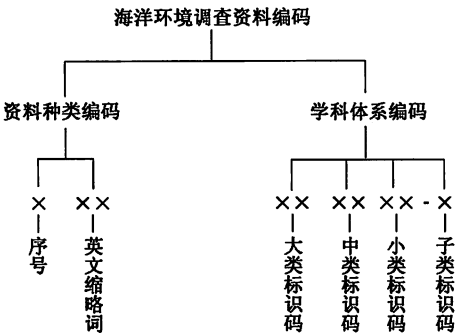 海洋环境调查资料编码
资料种类编码
学科体系编码
× ×× ×× ×× ××-×
序号
英文缩略词
大类标识码
中类标识码
小类标识码
子类标识码